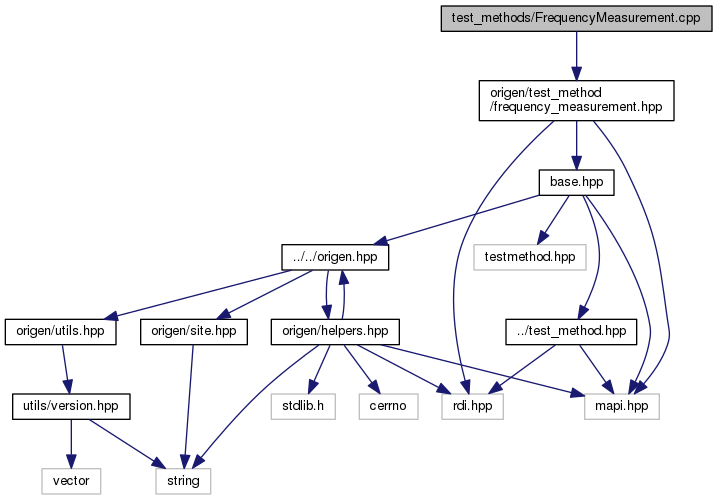 test_methods/FrequencyMeasurement.cpp
origen/test_method
/frequency_measurement.hpp
base.hpp
../../origen.hpp
testmethod.hpp
origen/utils.hpp
origen/site.hpp
origen/helpers.hpp
../test_method.hpp
utils/version.hpp
stdlib.h
cerrno
rdi.hpp
mapi.hpp
vector
string